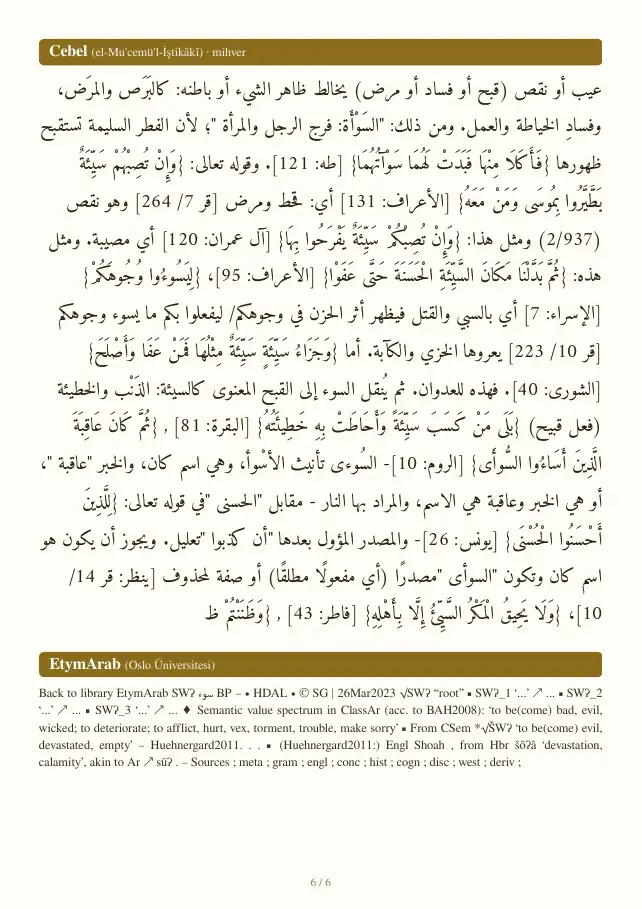 Cebel (el-Mu'cemü'l-İştikâkî) · mihver
عيب أو نقص (قبح أو فساد أو مرض) يخالط ظاهر الشيء أو باطنه: كالبَرَص والمرَض،
وفسادِ الخياطة والعمل. ومن ذلك: "السَوْأَة: فرج الرجل والمرأة "؛ لأن الفطر السليمة تستقبح
ظهورها {فَأَكَلَا مِنْهَا فَبَدَتْ لَهُمَا سَوْآتُهُمَا} [طه: 121]. وقوله تعالى: {وَإِنْ تُصِبْهُمْ سَيِّئَةٌ
يَطَّيَّرُوا بِمُوسَى وَمَنْ مَعَهُ} [الأعراف: 131] أي: قحط ومرض [قر 7/ 264] وهو نقص
(2/937) ومثل هذا: {وَإِنْ تُصِبْكُمْ سَيِّئَةٌ يَفْرَحُوا بِهَا} [آل عمران: 120] أي مصيبة. ومثل
هذه: {ثُمَّ بَدَّلْنَا مَكَانَ السَّيِّئَةِ الْحَسَنَةَ حَتَّى عَفَوْا} [الأعراف: 95]، {لِيَسُوءُوا وُجُوهَكُمْ}
[الإسراء: 7] أي بالسبي والقتل فيظهر أثر الحزن في وجوهكم/ ليفعلوا بكم ما يسوء وجوهكم
[قر 10/ 223] يعروها الخزي والكآبة. أما {وَجَزَاءُ سَيِّئَةٍ سَيِّئَةٌ مِثْلُهَا فَمَنْ عَفَا وَأَصْلَحَ}
[الشورى: 40]. فهذه للعدوان. ثم يُنقل السوء إلى القبح المعنوى كالسيئة: الذَنْب والخطيئة
(فعل قبيح) {بَلَى مَنْ كَسَبَ سَيِّئَةً وَأَحَاطَتْ بِهِ خَطِيئَتُهُ} [البقرة: 81] , {ثُمَّ كَانَ عَاقِبَةَ
الَّذِينَ أَسَاءُوا السُّوأَى} [الروم: 10]- السُوءى تأنيث الأسْوأ، وهي اسم كان، والخبر "عاقبة "،
أو هي الخبر وعاقبة هي الاسم، والمراد بها النار - مقابل "الحسنى "في قوله تعالى: {لِلَّذِينَ
أَحْسَنُوا الْحُسْنَى} [يونس: 26]- والمصدر المؤول بعدها "أن كذبوا "تعليل. ويجوز أن يكون هو
اسم كان وتكون "السوأى "مصدرًا (أي مفعولًا مطلقًا) أو صفة لمحذوف [ينظر: قر 14/
10]، {وَلَا يَحِيقُ الْمَكْرُ السَّيِّئُ إِلَّا بِأَهْلِهِ} [فاطر: 43] , {وَظَنَنْتُمْ ظ
EtymArab (Oslo Üniversitesi)
Back to library EtymArab SWʔ سوء BP – • HDAL • © SG | 26Mar2023 √SWʔ “root” ▪ SWʔ_1 ‘...’ ↗ ... ▪ SWʔ_2
‘...’ ↗ ... ▪ SWʔ_3 ‘...’ ↗ ... ♦ Semantic value spectrum in ClassAr (acc. to BAH2008): ‘to be(come) bad, evil,
wicked; to deteriorate; to afflict, hurt, vex, torment, trouble, make sorry’ ▪ From CSem *√ŠWʔ ‘to be(come) evil,
devastated, empty’ – Huehnergard2011. . . ▪ (Huehnergard2011:) Engl Shoah , from Hbr šôʔâ ‘devastation,
calamity’, akin to Ar ↗ sūʔ . – Sources ; meta ; gram ; engl ; conc ; hist ; cogn ; disc ; west ; deriv ;
6 / 6